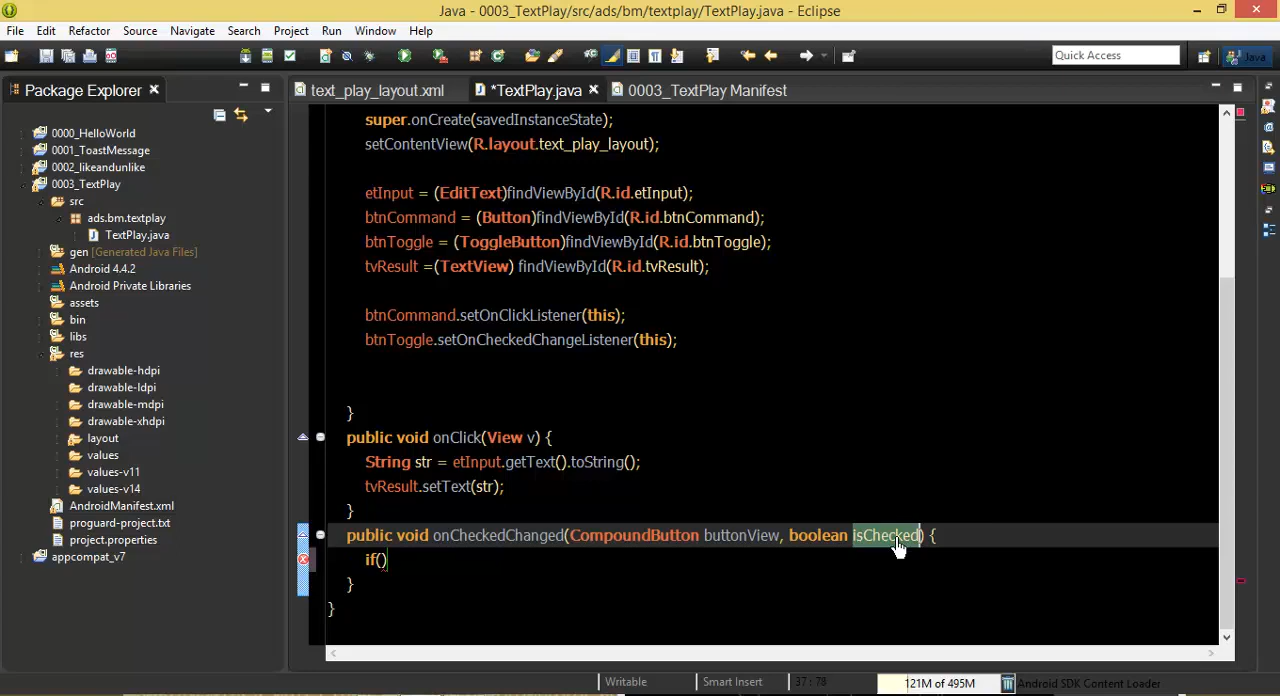 Java - 0003_TextPlay/src/ads/bm/textplay/TextPlay.java - Eclipse
File Edit Refactor Source Navigate Search Project Run Window Help
Quick Access
Java
Package Explorer
text_play_layout.xml
*TextPlay.java
0003_TextPlay Manifest
0000_HelloWorld
0001_ToastMessage
0002_likeandunlike
0003_TextPlay
src
ads.bm.textplay
TextPlay.java
gen [Generated Java Files]
Android 4.4.2
Android Private Libraries
assets
bin
libs
res
drawable-hdpi
drawable-ldpi
drawable-mdpi
drawable-xhdpi
layout
values
values-v11
values-v14
AndroidManifest.xml
proguard-project.txt
project.properties
appcompat_v7
super.onCreate(savedInstanceState);
setContentView(R.layout.text_play_layout);
etInput = (EditText)findViewById(R.id.etInput);
btnCommand = (Button)findViewById(R.id.btnCommand);
btnToggle = (ToggleButton)findViewById(R.id.btnToggle);
tvResult =(TextView) findViewById(R.id.tvResult);
btnCommand.setOnClickListener(this);
btnToggle.setOnCheckedChangeListener(this);
}
public void onClick(View v) {
String str = etInput.getText().toString();
tvResult.setText(str);
}
public void onCheckedChanged(CompoundButton buttonView, boolean isChecked) {
if()
}
}
Writable
Smart Insert
37 : 78
121M of 495M
Android SDK Content Loader